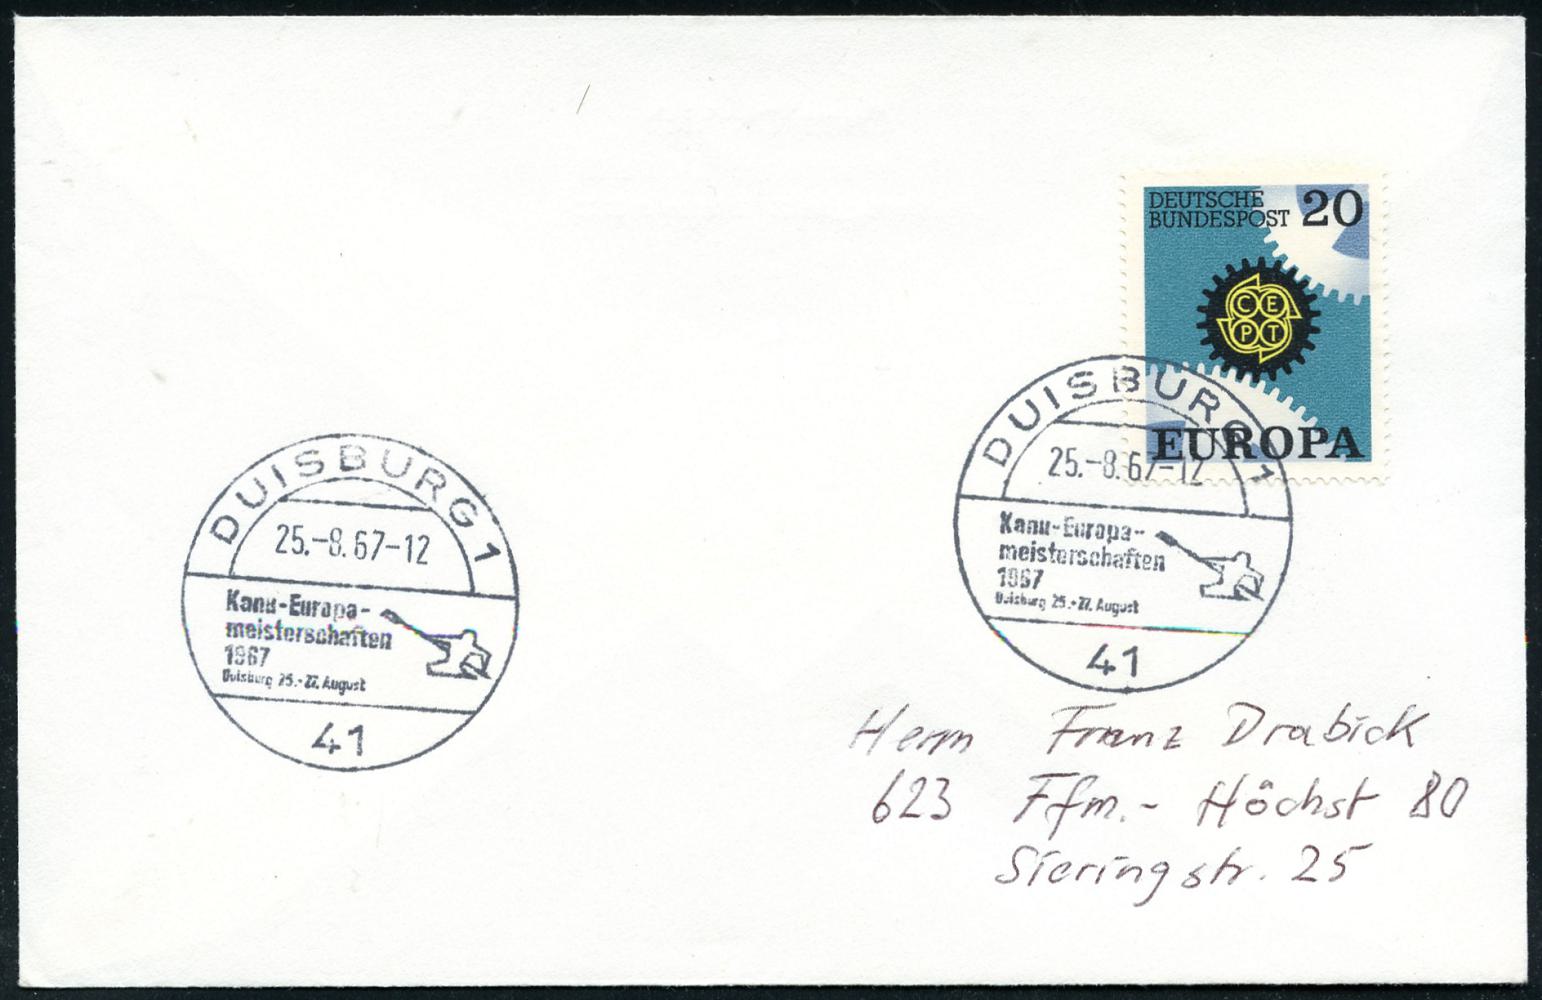 DEUTSCHE
BUNDESPOST 20
CEPT
EUROPA
DUISBURG 1
25.-8.67-12
Kanu-Europa-
meisterschaften
1967
Duisburg 25.-27. August
41
DUISBURG 1
25.-8.67-12
Kanu-Europa-
meisterschaften
1967
Duisburg 25.-27. August
41
Herrn Franz Drabick
623 Ffm.- Höchst 80
Sieringstr. 25